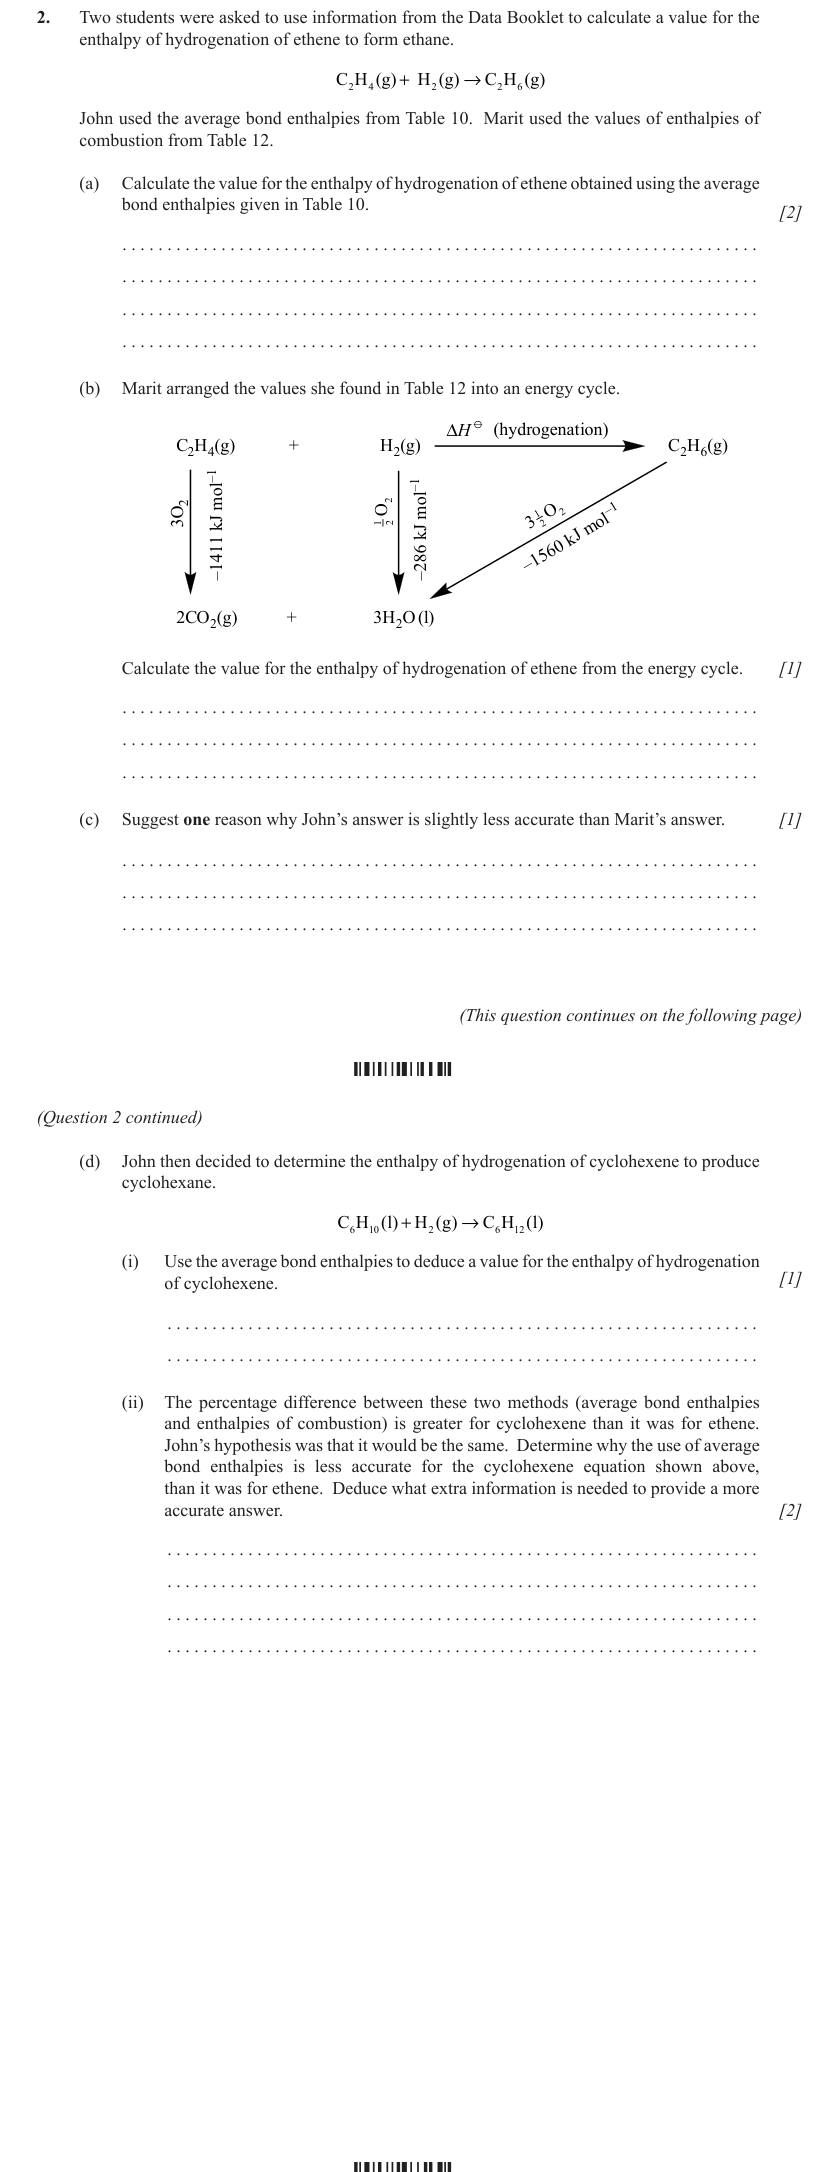 2. Two students were asked to use information from the Data Booklet to calculate a value for the
enthalpy of hydrogenation of ethene to form ethane.
C₂H₄(g) + H₂(g) → C₂H₆(g)
John used the average bond enthalpies from Table 10. Marit used the values of enthalpies of
combustion from Table 12.
(a) Calculate the value for the enthalpy of hydrogenation of ethene obtained using the average
bond enthalpies given in Table 10. [2]
(b) Marit arranged the values she found in Table 12 into an energy cycle.
ΔH⊖ (hydrogenation)
C₂H₄(g) + H₂(g) C₂H₆(g)
3O₂
–1411 kJ mol⁻¹
½O₂
–286 kJ mol⁻¹
3½O₂
–1560 kJ mol⁻¹
2CO₂(g) + 3H₂O (l)
Calculate the value for the enthalpy of hydrogenation of ethene from the energy cycle. [1]
(c) Suggest one reason why John's answer is slightly less accurate than Marit's answer. [1]
(This question continues on the following page)
(Question 2 continued)
(d) John then decided to determine the enthalpy of hydrogenation of cyclohexene to produce
cyclohexane.
C₆H₁₀(l) + H₂(g) → C₆H₁₂(l)
(i) Use the average bond enthalpies to deduce a value for the enthalpy of hydrogenation
of cyclohexene. [1]
(ii) The percentage difference between these two methods (average bond enthalpies
and enthalpies of combustion) is greater for cyclohexene than it was for ethene.
John's hypothesis was that it would be the same. Determine why the use of average
bond enthalpies is less accurate for the cyclohexene equation shown above,
than it was for ethene. Deduce what extra information is needed to provide a more
accurate answer. [2]